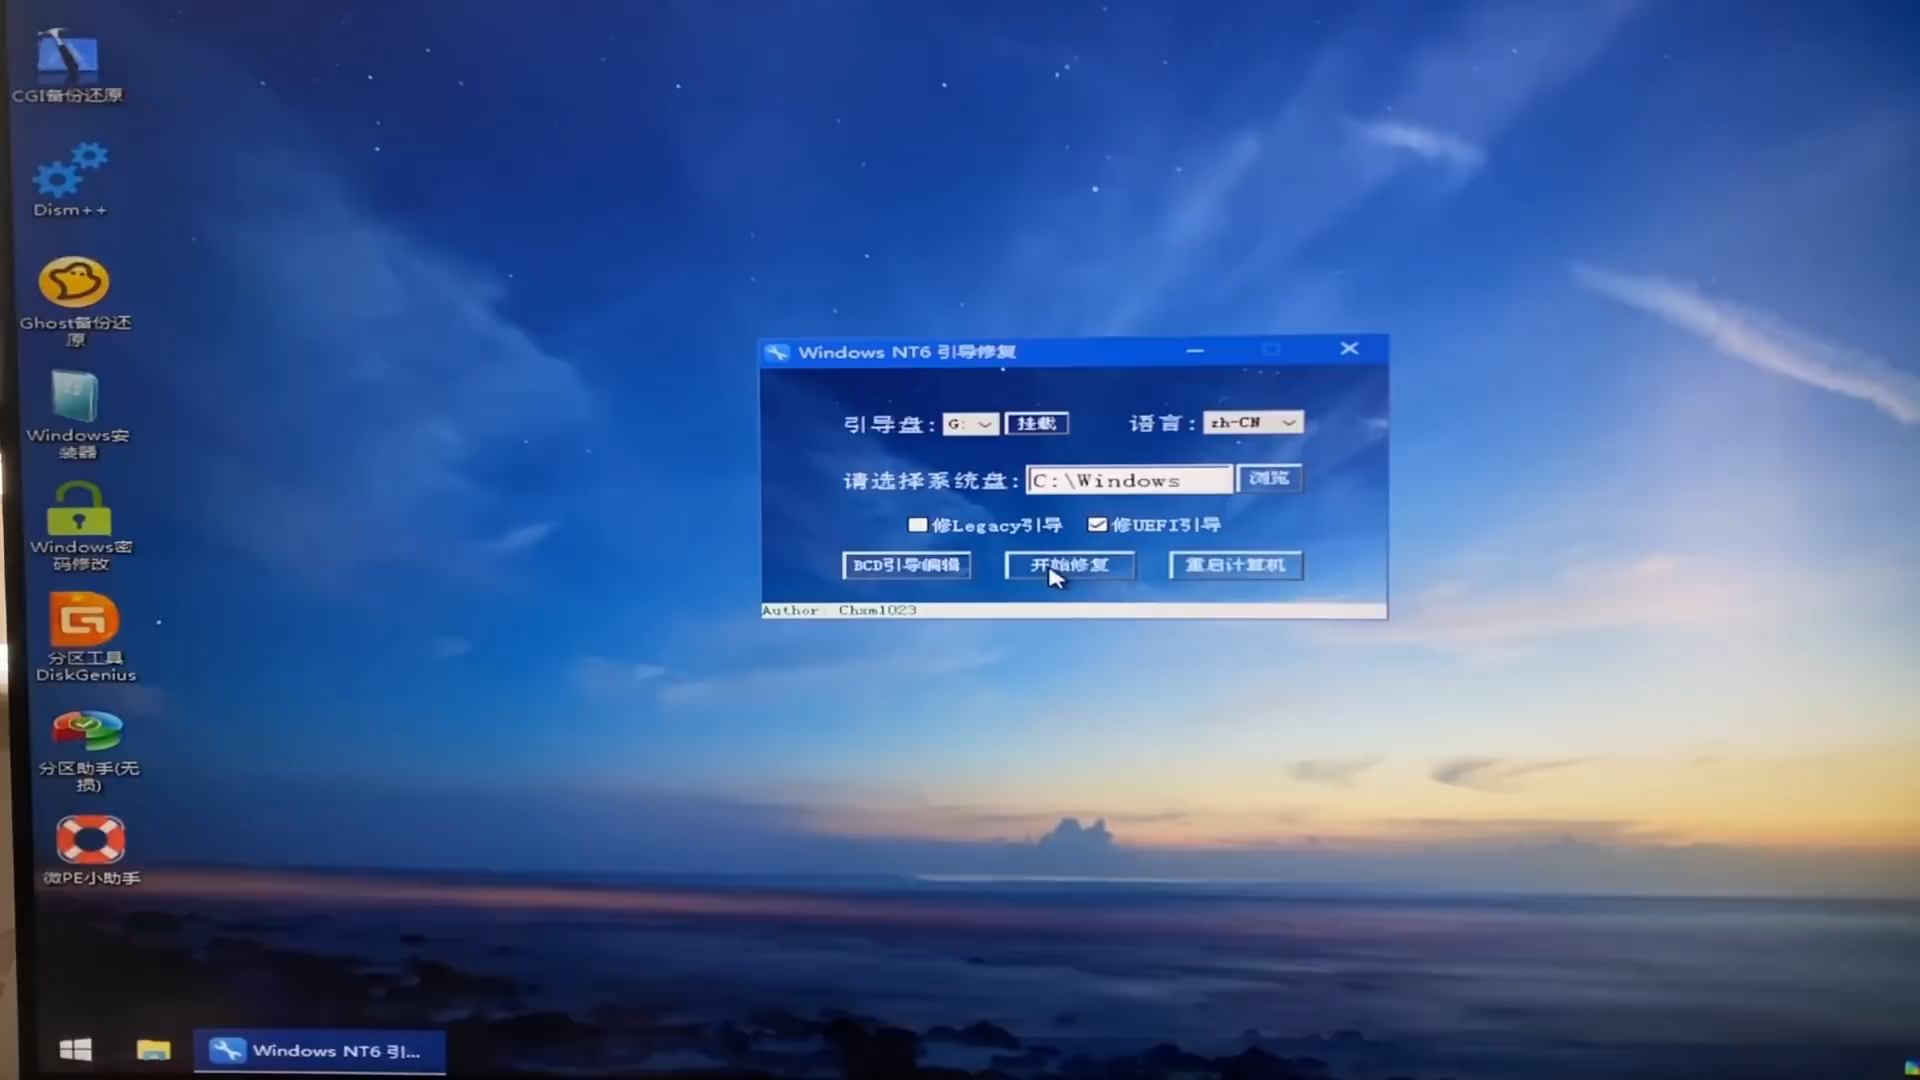 CGI备份还原
Dism++
Ghost备份还
原
Windows安
装器
Windows密
码修改
分区工具
DiskGenius
分区助手(无
损)
微PE小助手
Windows NT6 引导修复
引导盘: G: 挂载 语言: zh-CN
请选择系统盘: C:\Windows 浏览
修Legacy引导 修UEFI引导
BCD引导编辑 开始修复 重启计算机
Author: Chxm1023
Windows NT6 引...